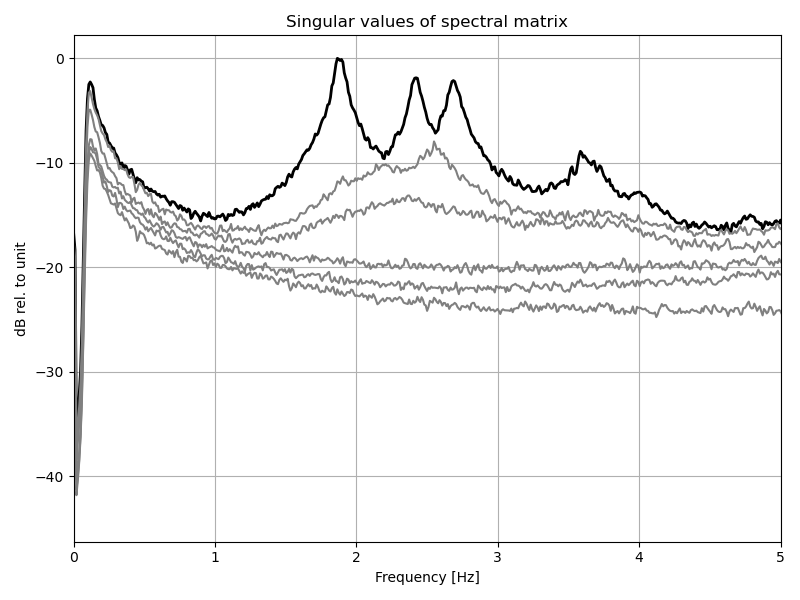 Singular values of spectral matrix
dB rel. to unit
0
−10
−20
−30
−40
0 1 2 3 4 5
Frequency [Hz]